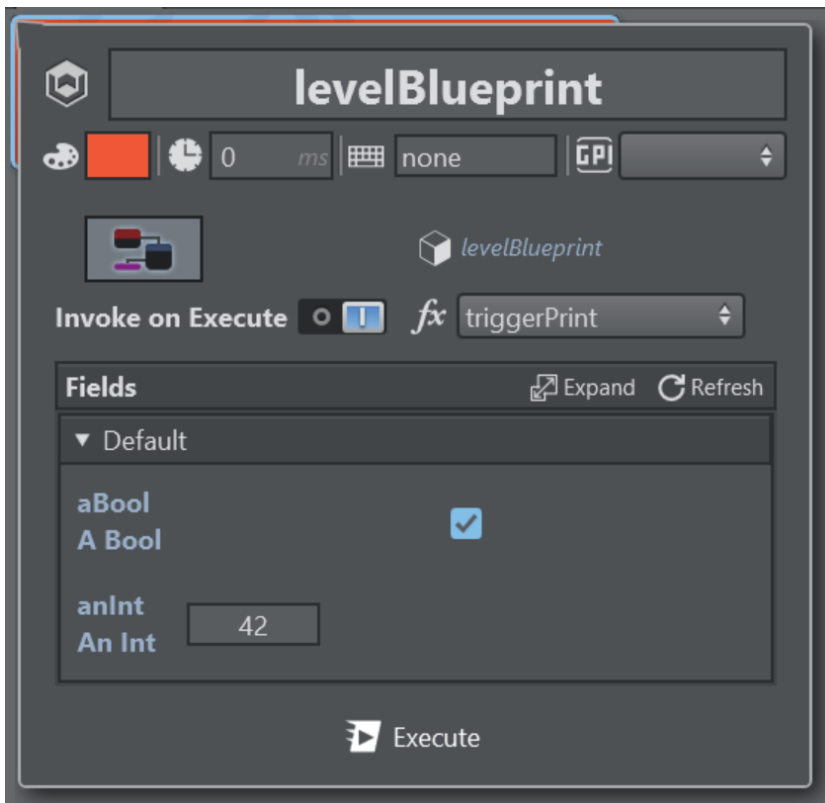 levelBlueprint
0 ms none GPI
levelBlueprint
Invoke on Execute fx triggerPrint
Fields Expand Refresh
Default
aBool
A Bool
anInt
An Int 42
Execute